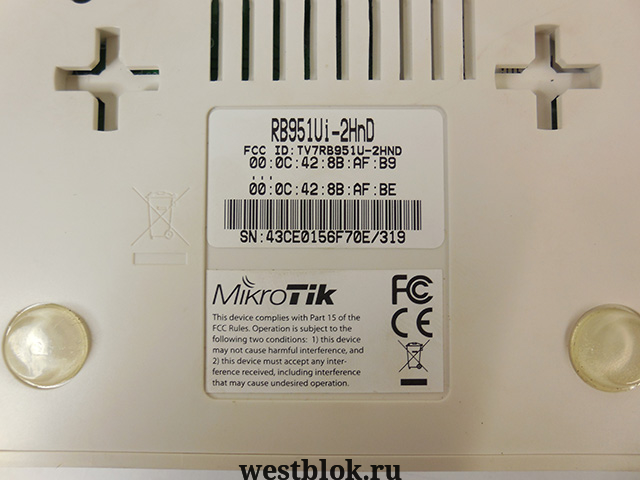 RB951Ui-2HnD
FCC ID:TV7RB951U-2HND
00:0C:42:8B:AF:B9
...
00:0C:42:8B:AF:BE
SN:43CE0156F70E/319
MikroTik
FC
CE
This device complies with Part 15 of the
FCC Rules. Operation is subject to the
following two conditions: 1) this device
may not cause harmful interference, and
2) this device must accept any inter-
ference received, including interference
that may cause undesired operation.
westblok.ru